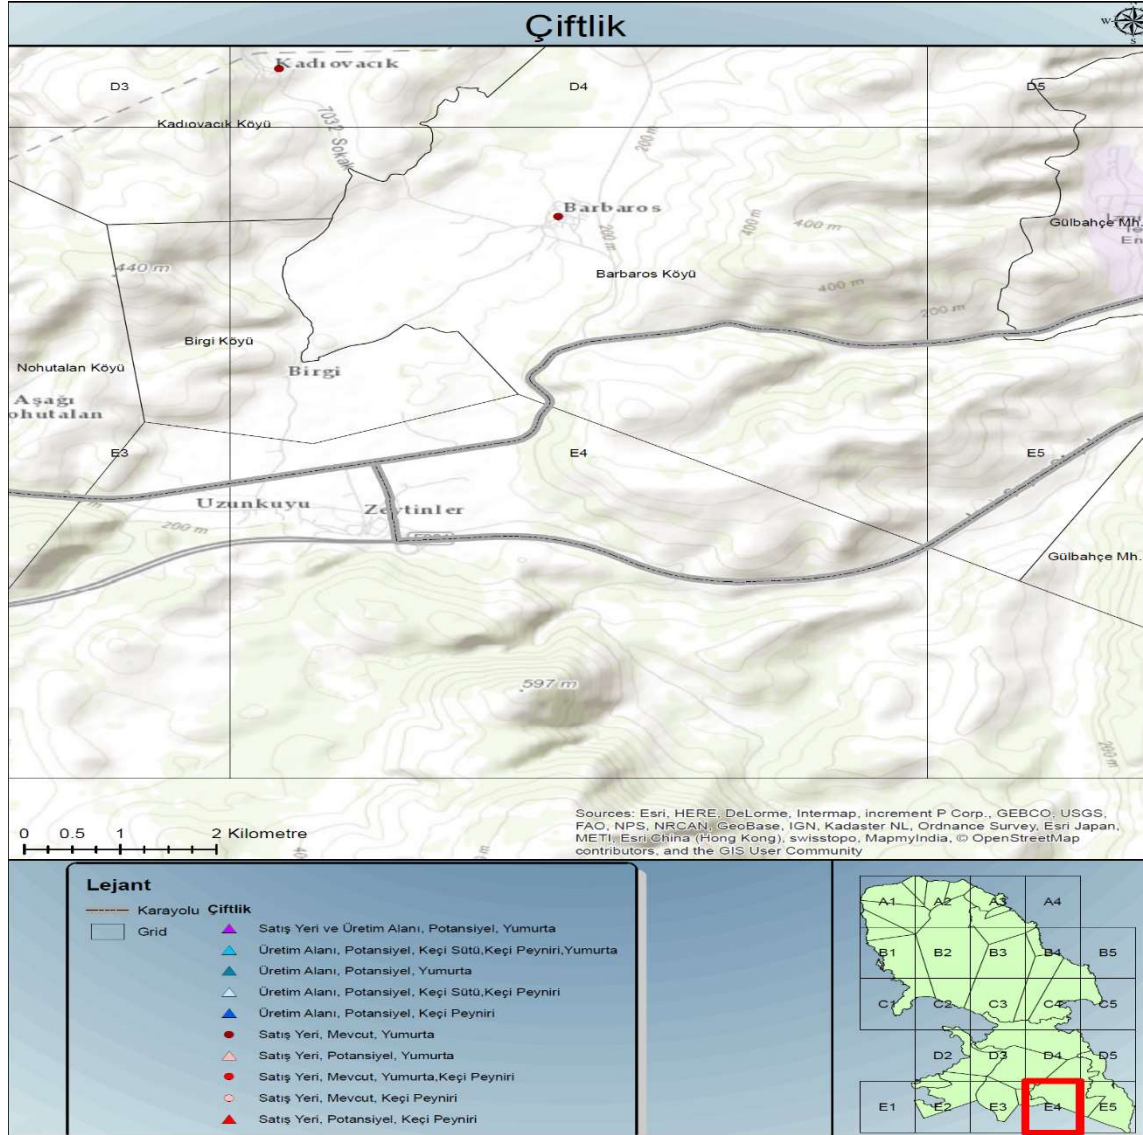 Çiftlik
W
S
Kadıovacık
D3
D4
D5
Kadıovacık Köyü
7032 Sokak
200 m
Barbaros
200 m
400 m
400 m
Gülbahçe Mh.
440 m
Barbaros Köyü
400 m
200 m
Birgi Köyü
Nohutalan Köyü
Birgi
Aşağı
ohutalan
E3
E4
E5
Uzunkuyu
Zeytinler
200 m
Gülbahçe Mh.
597 m
200 m
0 0.5 1 2 Kilometre
Sources: Esri, HERE, DeLorme, Intermap, increment P Corp., GEBCO, USGS,
FAO, NPS, NRCAN, GeoBase, IGN, Kadaster NL, Ordnance Survey, Esri Japan,
METI, Esri China (Hong Kong), swisstopo, MapmyIndia, © OpenStreetMap
contributors, and the GIS User Community
Lejant
Karayolu
Grid
Çiftlik
Satış Yeri ve Üretim Alanı, Potansiyel, Yumurta
Üretim Alanı, Potansiyel, Keçi Sütü,Keçi Peyniri,Yumurta
Üretim Alanı, Potansiyel, Yumurta
Üretim Alanı, Potansiyel, Keçi Sütü,Keçi Peyniri
Üretim Alanı, Potansiyel, Keçi Peyniri
Satış Yeri, Mevcut, Yumurta
Satış Yeri, Potansiyel, Yumurta
Satış Yeri, Mevcut, Yumurta,Keçi Peyniri
Satış Yeri, Mevcut, Keçi Peyniri
Satış Yeri, Potansiyel, Keçi Peyniri
A1 A2 A3 A4
B1 B2 B3 B4 B5
C1 C2 C3 C4 C5
D2 D3 D4 D5
E1 E2 E3 E4 E5